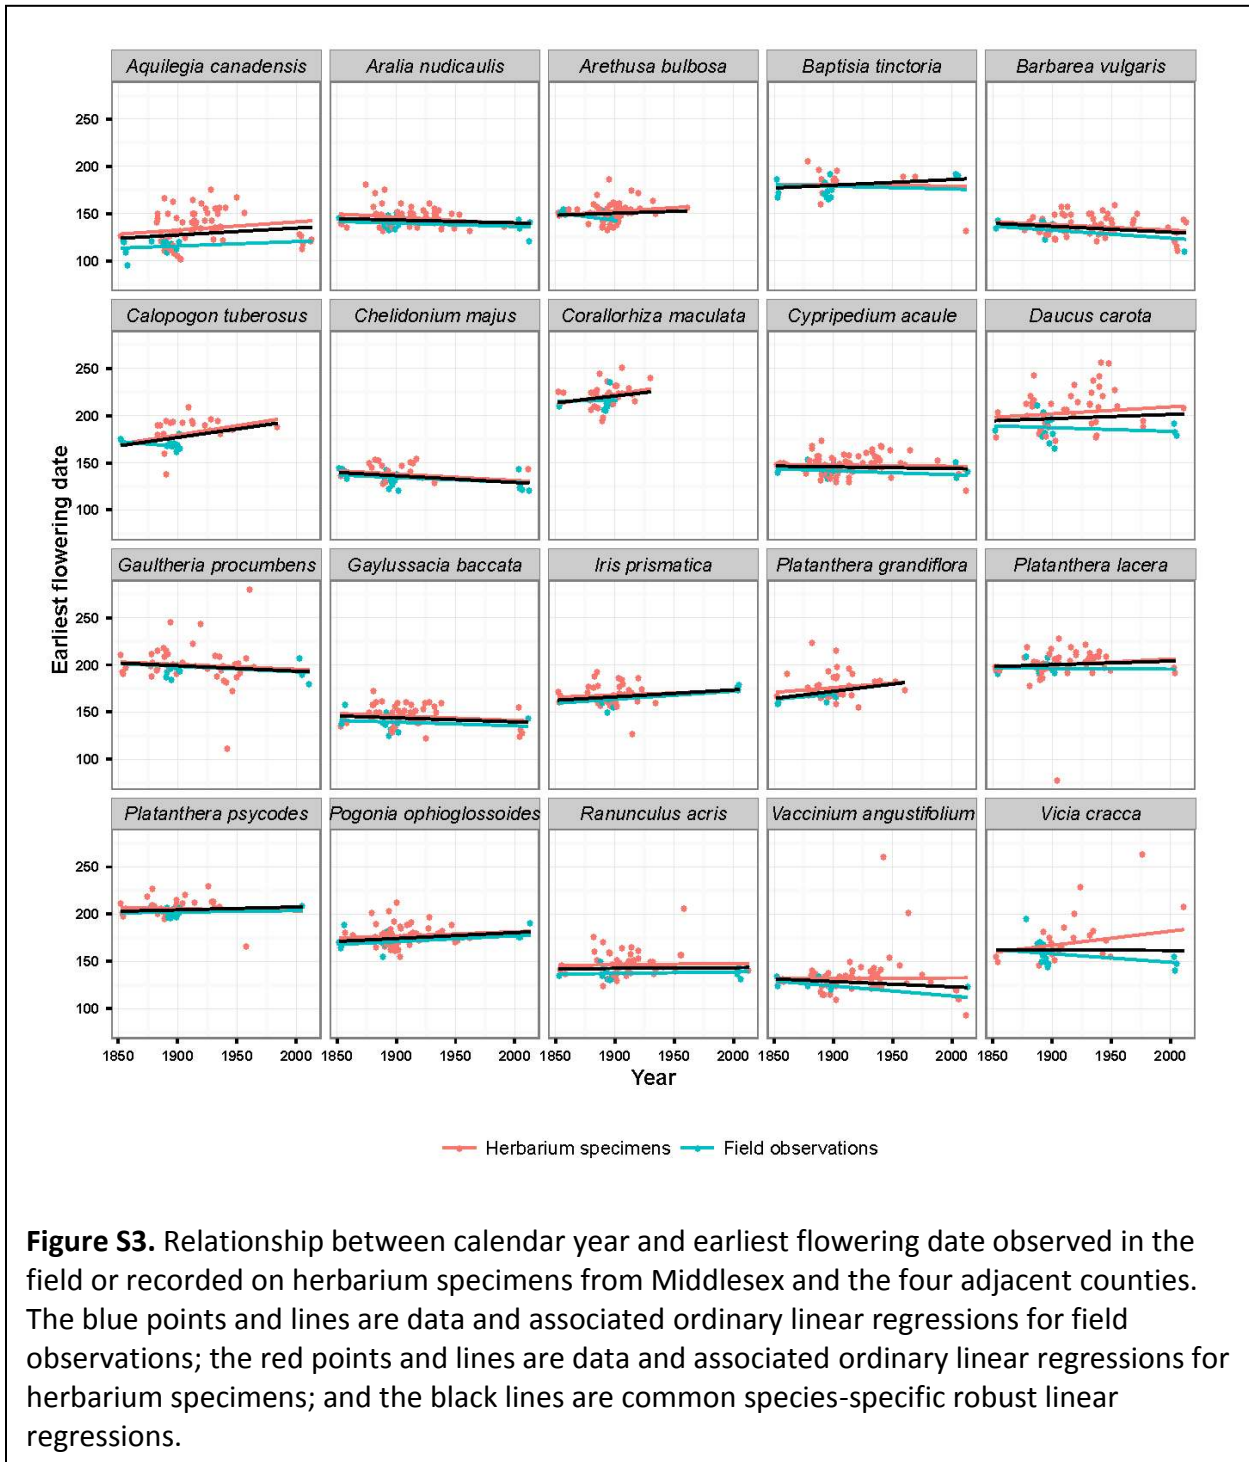 Aquilegia canadensis Aralia nudicaulis Arethusa bulbosa Baptisia tinctoria Barbarea vulgaris
250
200
150
100
Calopogon tuberosus Chelidonium majus Corallorhiza maculata Cypripedium acaule Daucus carota
250
200
150
100
Earliest flowering date
Gaultheria procumbens Gaylussacia baccata Iris prismatica Platanthera grandiflora Platanthera lacera
250
200
150
100
Platanthera psycodes Pogonia ophioglossoides Ranunculus acris Vaccinium angustifolium Vicia cracca
250
200
150
100
1850 1900 1950 2000 1850 1900 1950 2000 1850 1900 1950 2000 1850 1900 1950 2000 1850 1900 1950 2000
Year
Herbarium specimens Field observations
Figure S3. Relationship between calendar year and earliest flowering date observed in the
field or recorded on herbarium specimens from Middlesex and the four adjacent counties.
The blue points and lines are data and associated ordinary linear regressions for field
observations; the red points and lines are data and associated ordinary linear regressions for
herbarium specimens; and the black lines are common species-specific robust linear
regressions.